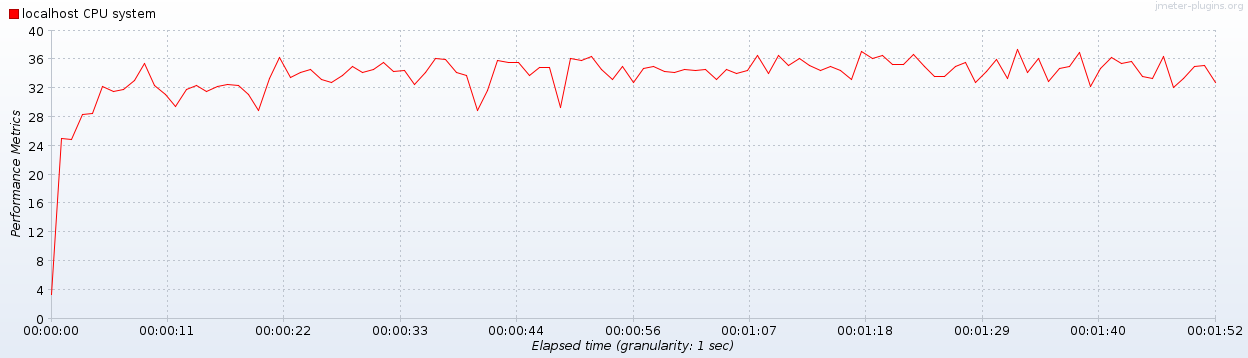 localhost CPU system
jmeter-plugins.org
40
36
32
28
24
20
16
12
8
4
0
Performance Metrics
00:00:00 00:00:11 00:00:22 00:00:33 00:00:44 00:00:56 00:01:07 00:01:18 00:01:29 00:01:40 00:01:52
Elapsed time (granularity: 1 sec)